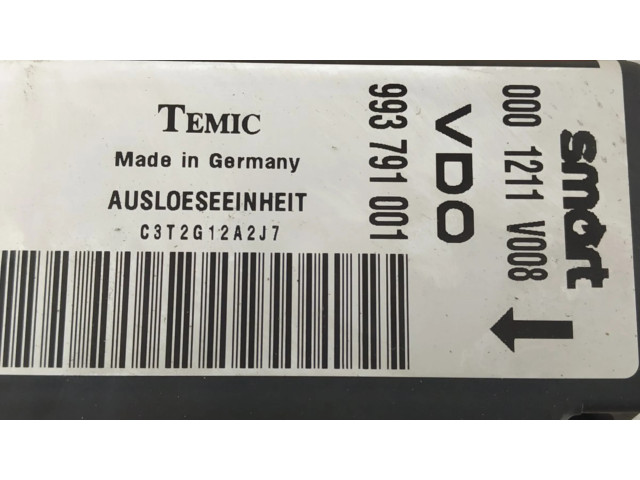 TEMIC
Made in Germany
AUSLOESEEINHEIT
C3T2G12A2J7
smart
000 1211 V008
VDO
993 791 001